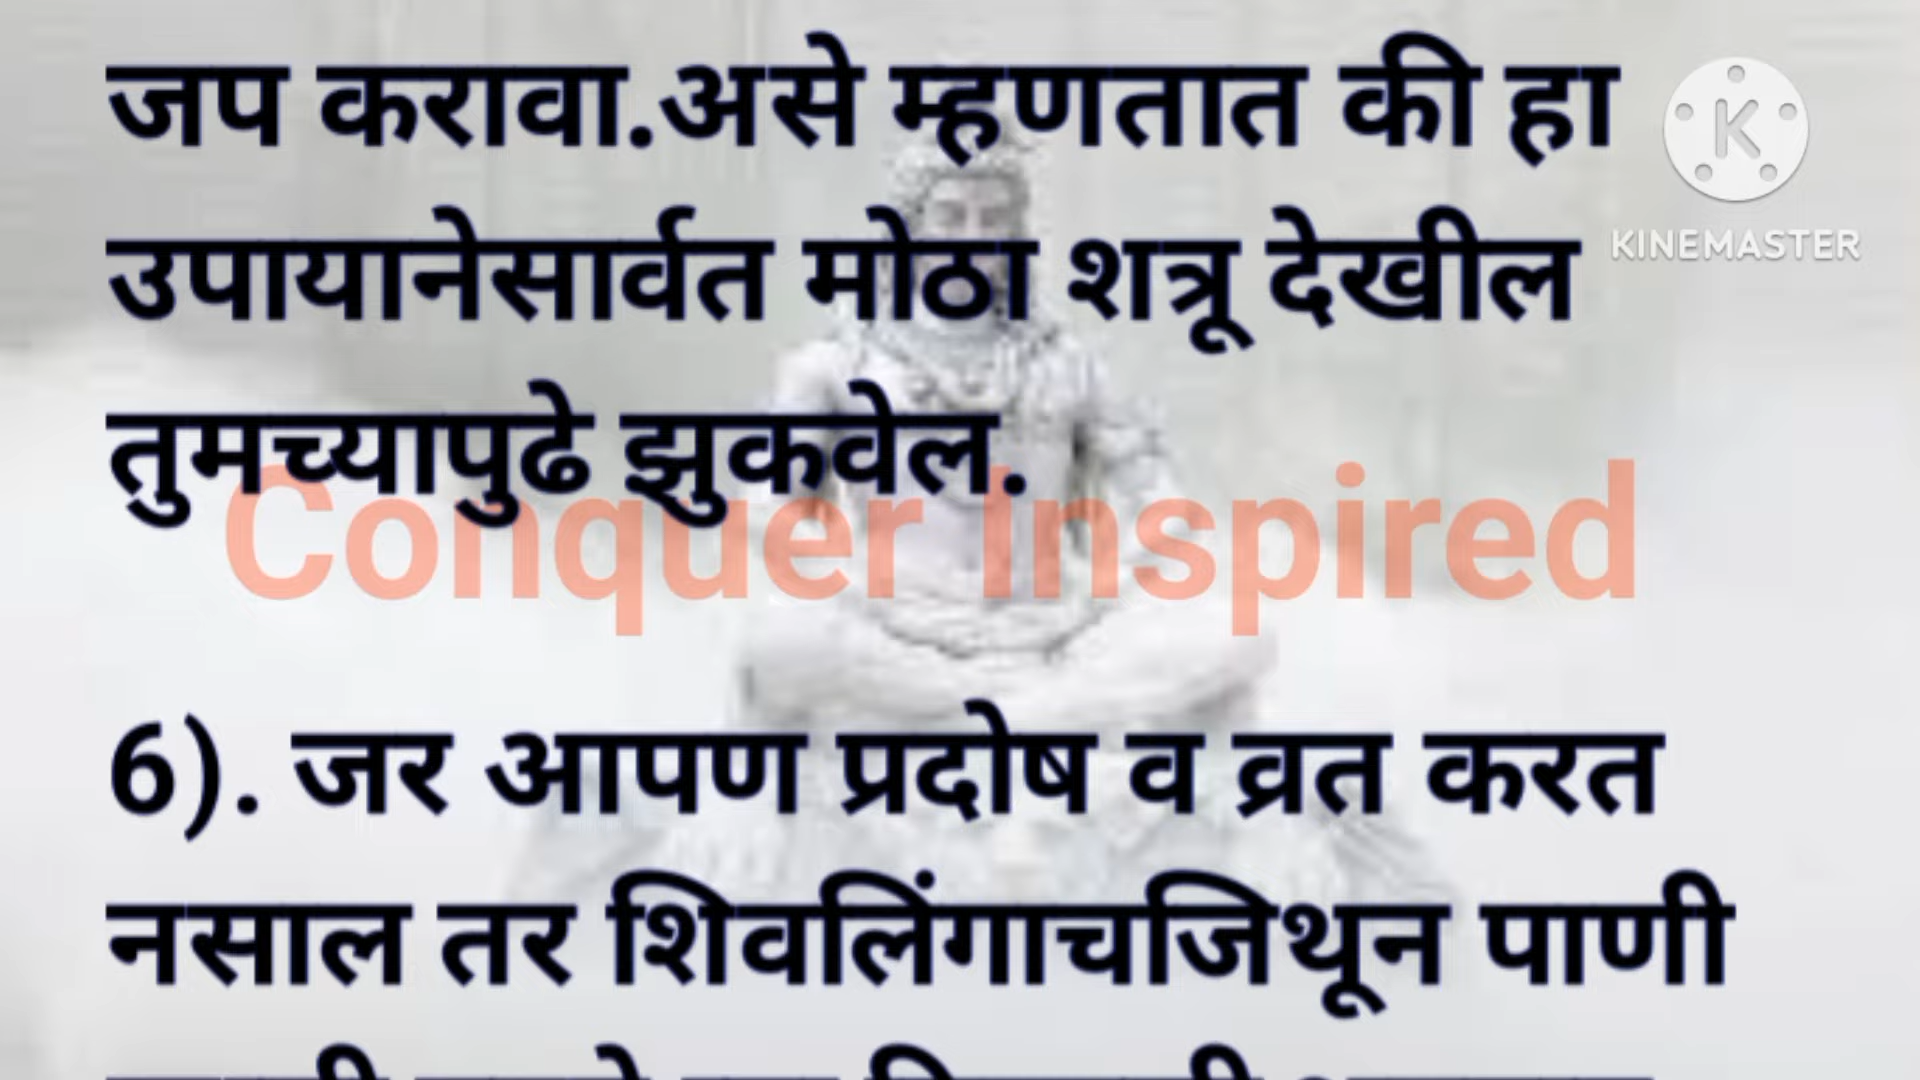 जप करावा.असे म्हणतात की हा
उपायानेसार्वत मोठा शत्रू देखील
तुमच्यापुढे झुकवेल.
Conquer Inspired
6). जर आपण प्रदोष व व्रत करत
नसाल तर शिवलिंगाचजिथून पाणी
K
KINEMASTER